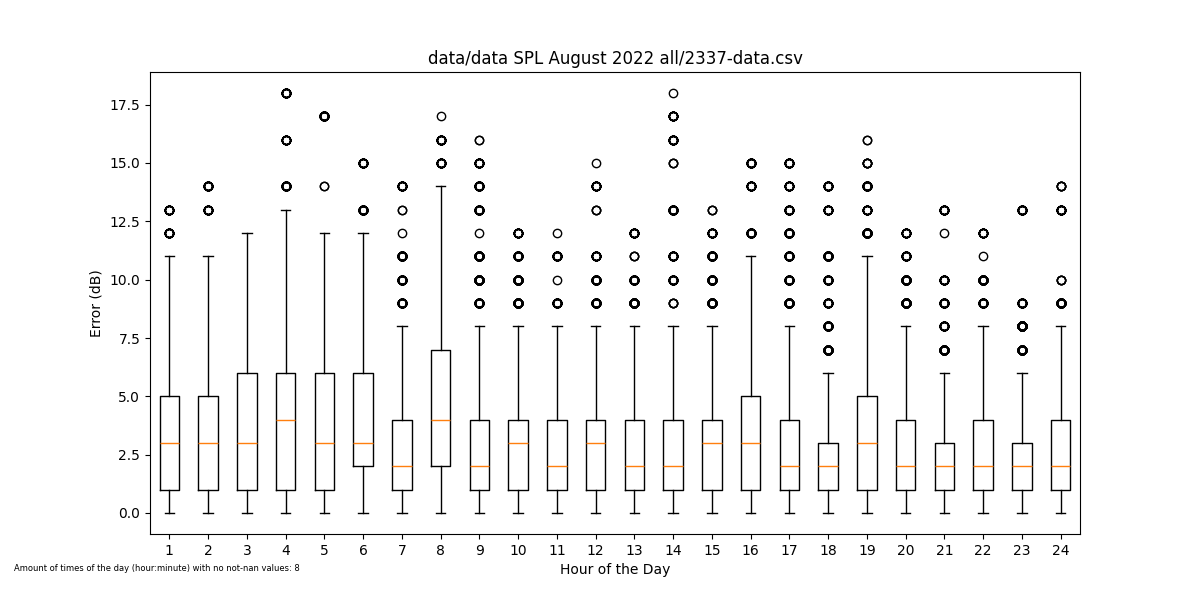 data/data SPL August 2022 all/2337-data.csv
17.5
15.0
12.5
10.0
7.5
5.0
2.5
0.0
Error (dB)
1 2 3 4 5 6 7 8 9 10 11 12 13 14 15 16 17 18 19 20 21 22 23 24
Hour of the Day
Amount of times of the day (hour:minute) with no not-nan values: 8